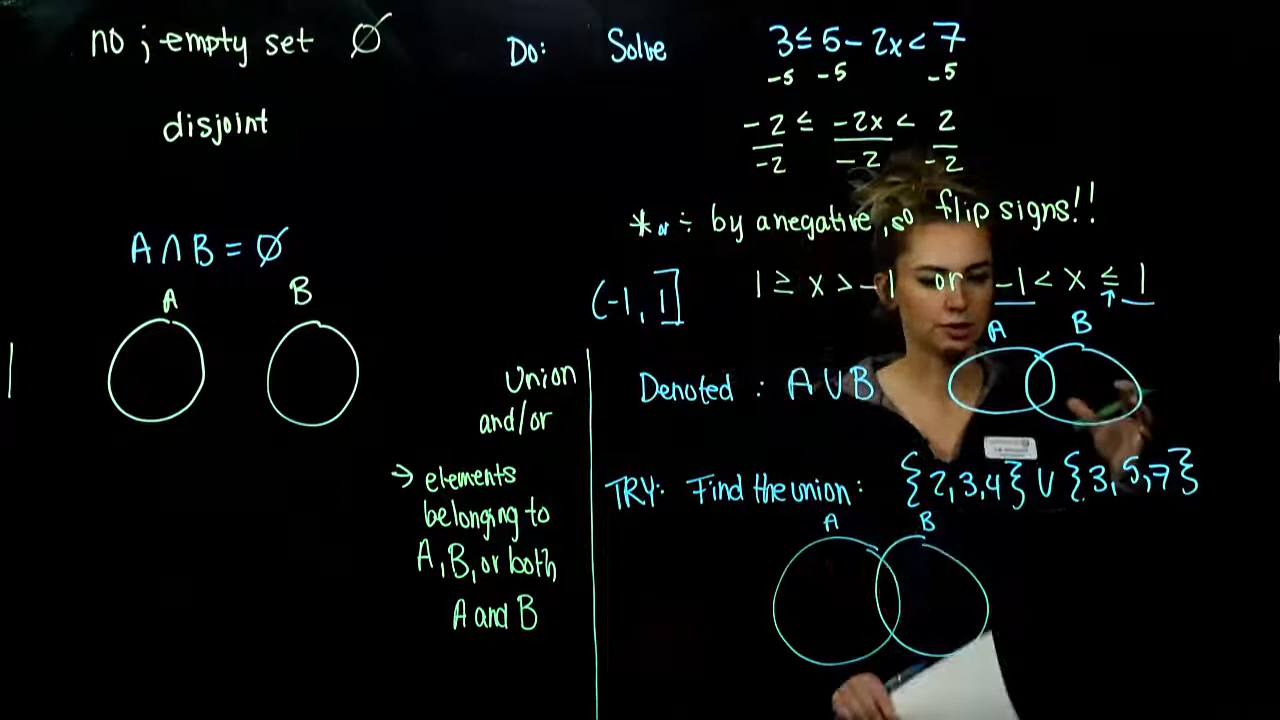 no ; empty set ∅
disjoint
A ∩ B = ∅
A B
Do: Solve 3 ≤ 5 - 2x < 7
-5 -5 -5
-2 ≤ -2x < 2
-2 -2 -2
* or ÷ by a negative, so flip signs!!
(-1, 1] 1 ≥ x > -1 or -1 < x ≤ 1
Union
and/or
→ elements
belonging to
A, B, or both
A and B
A B
Denoted : A ∪ B
TRY: Find the union: {2,3,4} ∪ {3,5,7}
A B